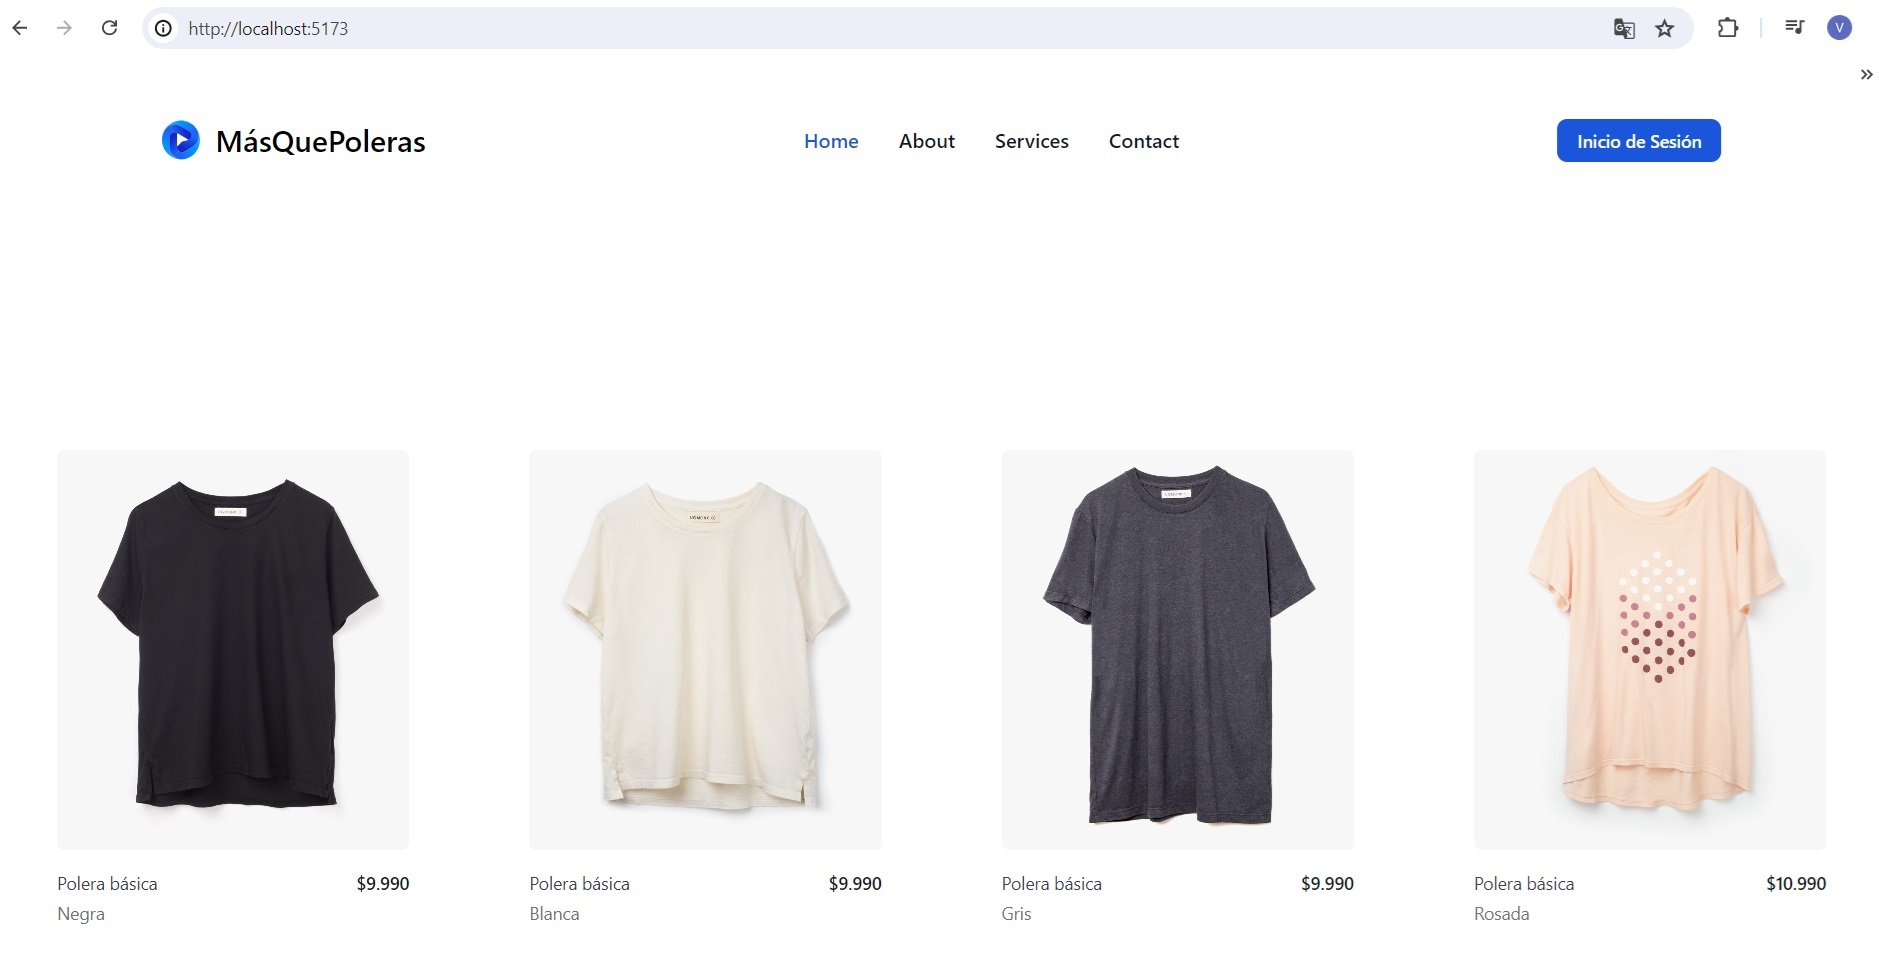 http://localhost:5173
V
MásQuePoleras
Home About Services Contact
Inicio de Sesión
UGMONK
Polera básica $9.990
Negra
Polera básica $9.990
Blanca
Polera básica $9.990
Gris
Polera básica $10.990
Rosada